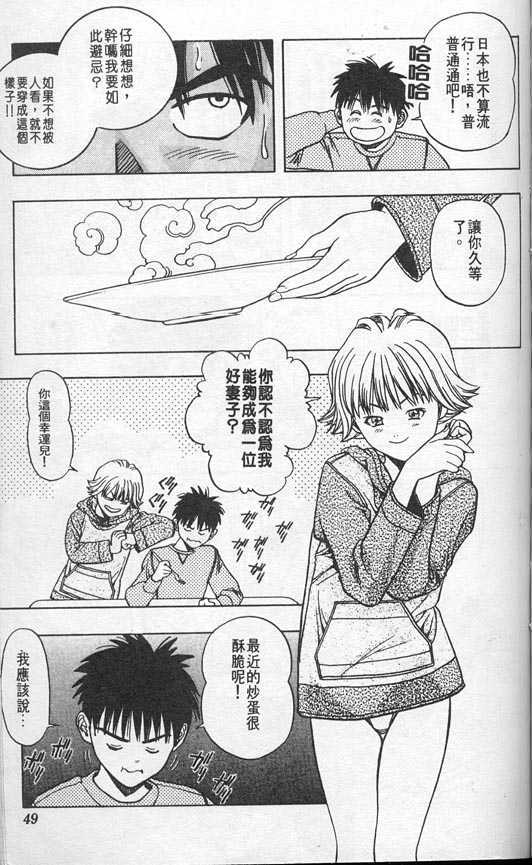 日本也不算流
行……唔，普
普通通吧！
哈哈哈
仔細想想，
幹嗎我要如
此避忌？
如果不想被
人看，就不
要穿成這個
樣子!!
讓你久等
了。
你認不認為我
能夠成為一位
好妻子？
你這個幸運兒！
最近的炒蛋很
酥脆呢！
我應該說…
49